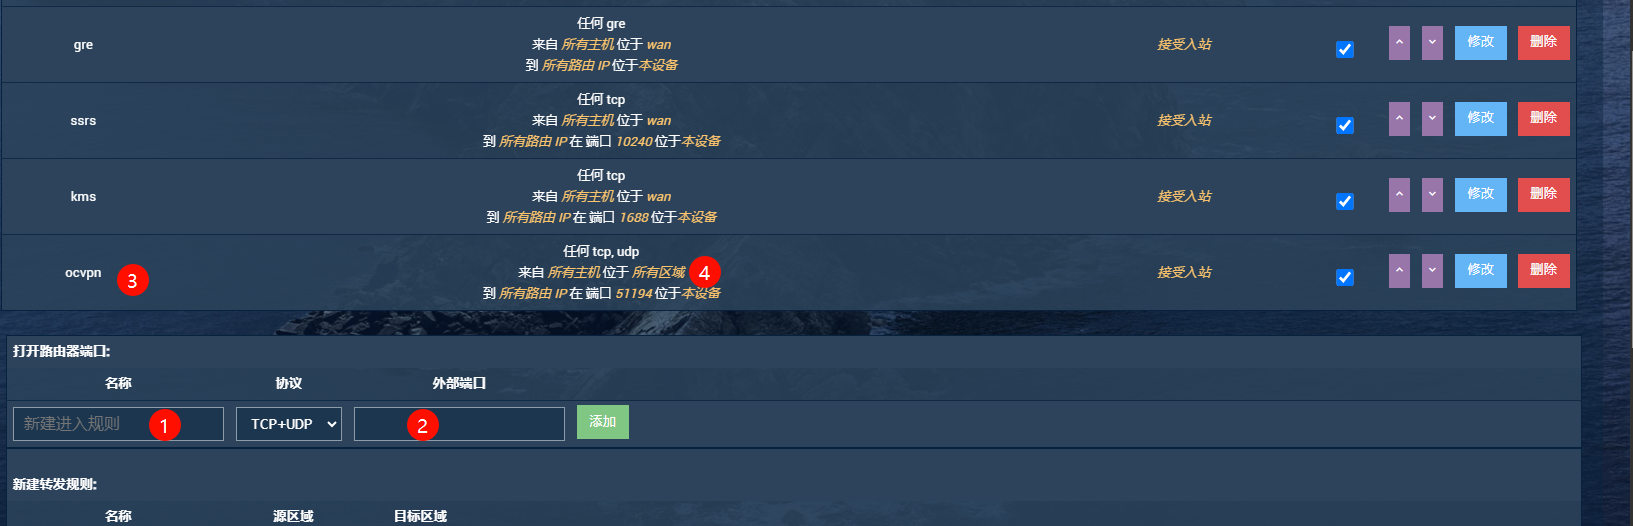 任何 gre
gre
来自 所有主机 位于 wan
接受入站
修改
删除
到 所有路由 IP 位于本设备
任何 tcp
ssrs
来自 所有主机 位于 wan
接受入站
修改
删除
到 所有路由 IP 在 端口 10240 位于本设备
任何 tcp
kms
来自 所有主机 位于 wan
接受入站
修改
删除
到 所有路由 IP 在 端口 1688 位于本设备
任何 tcp, udp
ocvpn
3
来自 所有主机 位于 所有区域
4
接受入站
修改
删除
到 所有路由 IP 在 端口 51194 位于本设备
打开路由器端口:
名称
协议
外部端口
新建进入规则
1
TCP+UDP
2
添加
新建转发规则:
名称
源区域
目标区域